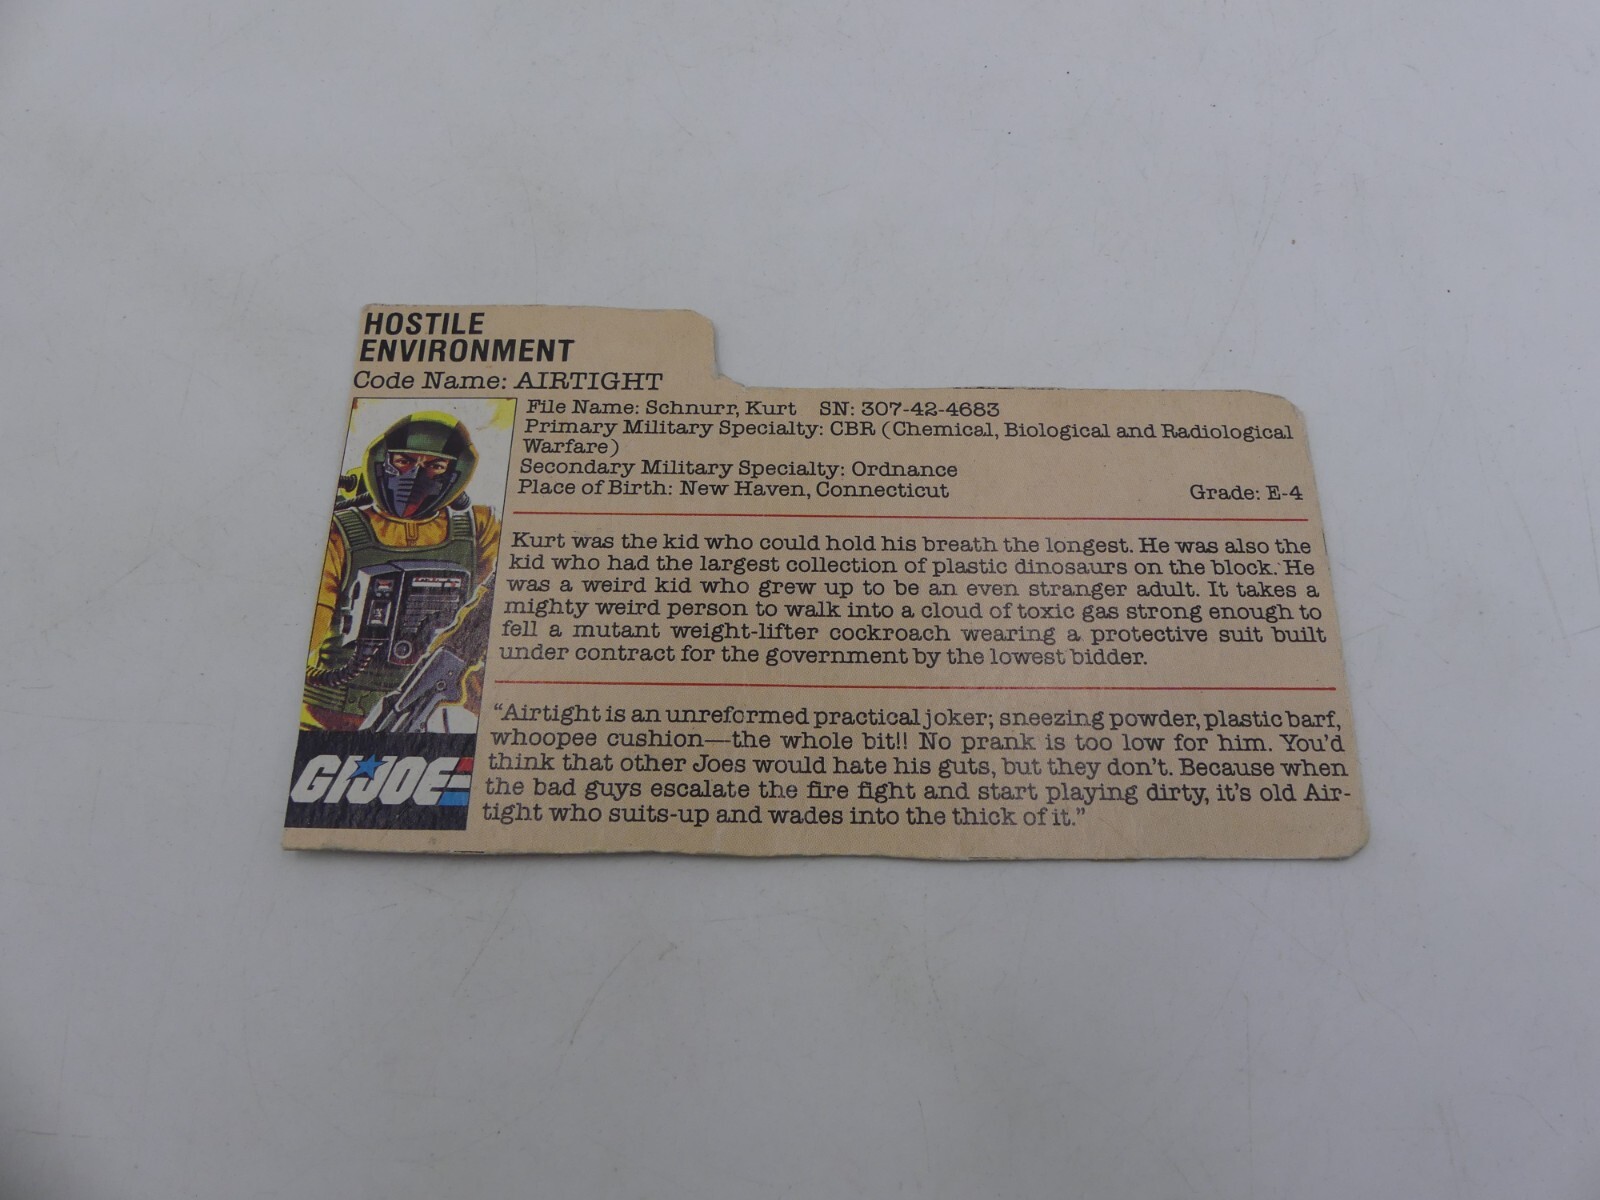 HOSTILE
ENVIRONMENT
Code Name: AIRTIGHT
File Name: Schnurr, Kurt SN: 307-42-4683
Primary Military Specialty: CBR (Chemical, Biological and Radiological
Warfare)
Secondary Military Specialty: Ordnance
Place of Birth: New Haven, Connecticut Grade: E-4
Kurt was the kid who could hold his breath the longest. He was also the
kid who had the largest collection of plastic dinosaurs on the block. He
was a weird kid who grew up to be an even stranger adult. It takes a
mighty weird person to walk into a cloud of toxic gas strong enough to
fell a mutant weight-lifter cockroach wearing a protective suit built
under contract for the government by the lowest bidder.
“Airtight is an unreformed practical joker; sneezing powder, plastic barf,
whoopee cushion—the whole bit!! No prank is too low for him. You’d
think that other Joes would hate his guts, but they don’t. Because when
the bad guys escalate the fire fight and start playing dirty, it’s old Air-
tight who suits-up and wades into the thick of it.”
GI JOE